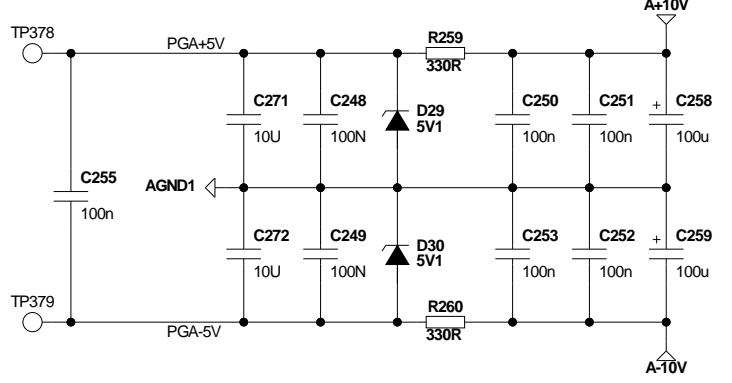 A+10V
TP378
PGA+5V
R259
330R
C271
10U
C248
100N
D29
5V1
C250
100n
C251
100n
+
C258
100u
C255
100n
AGND1
C272
10U
C249
100N
D30
5V1
C253
100n
C252
100n
+
C259
100u
TP379
PGA-5V
R260
330R
A-10V